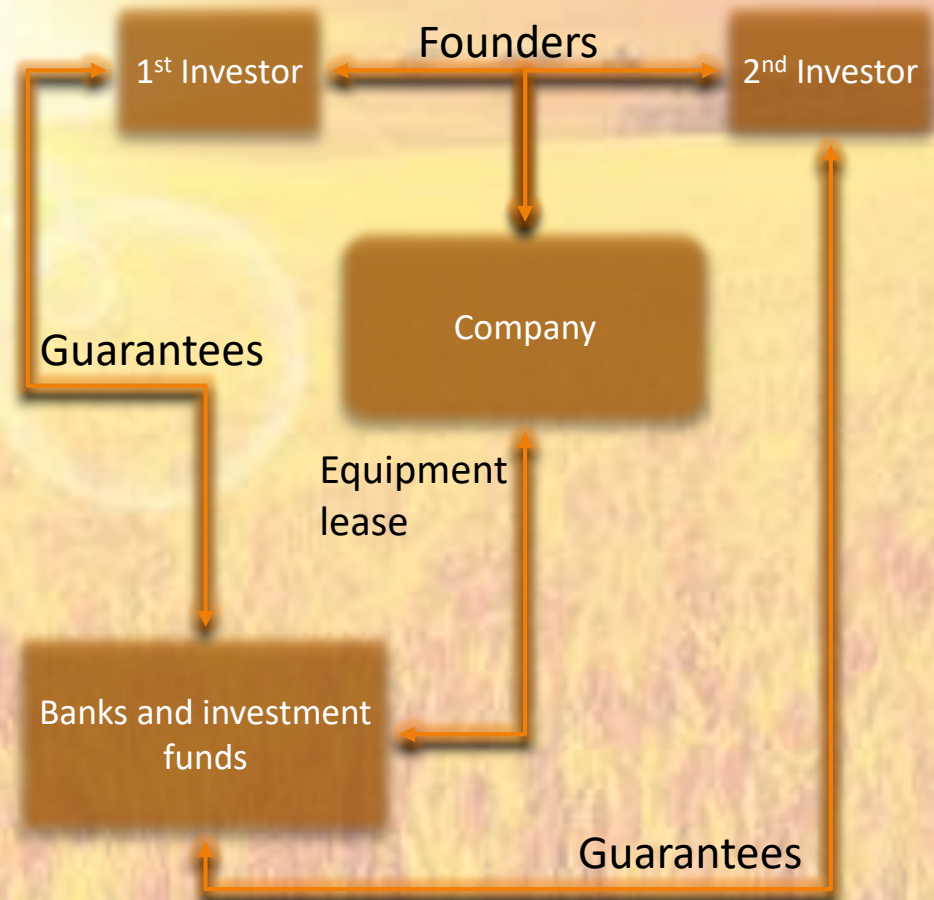 Founders
1st Investor
2nd Investor
Company
Guarantees
Equipment
lease
Banks and investment
funds
Guarantees